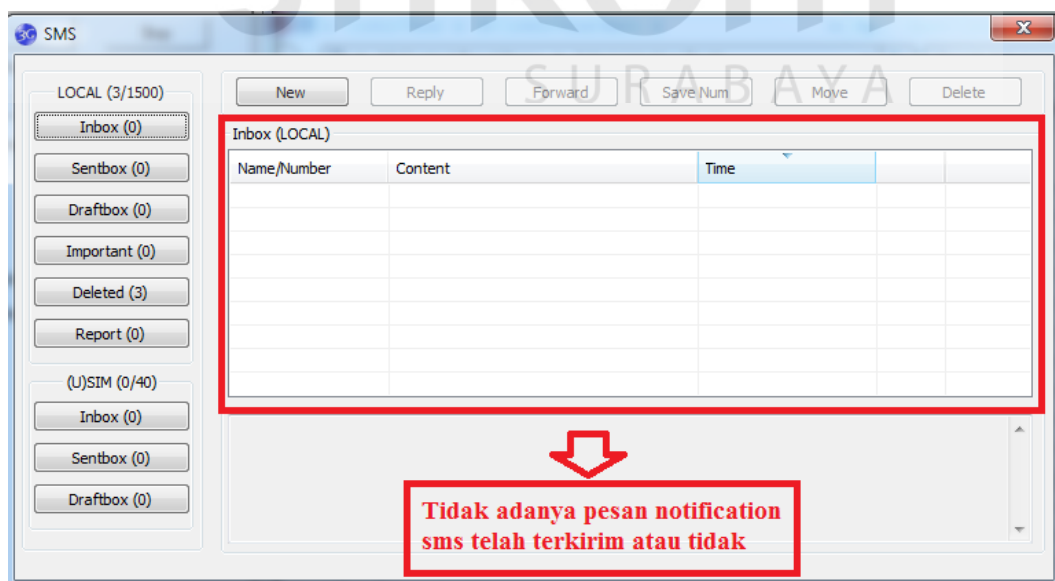 3G SMS
SURABAYA
LOCAL (3/1500)
Inbox (0)
Sentbox (0)
Draftbox (0)
Important (0)
Deleted (3)
Report (0)
(U)SIM (0/40)
Inbox (0)
Sentbox (0)
Draftbox (0)
New Reply Forward Save Num Move Delete
Inbox (LOCAL)
Name/Number Content Time
Tidak adanya pesan notification
sms telah terkirim atau tidak